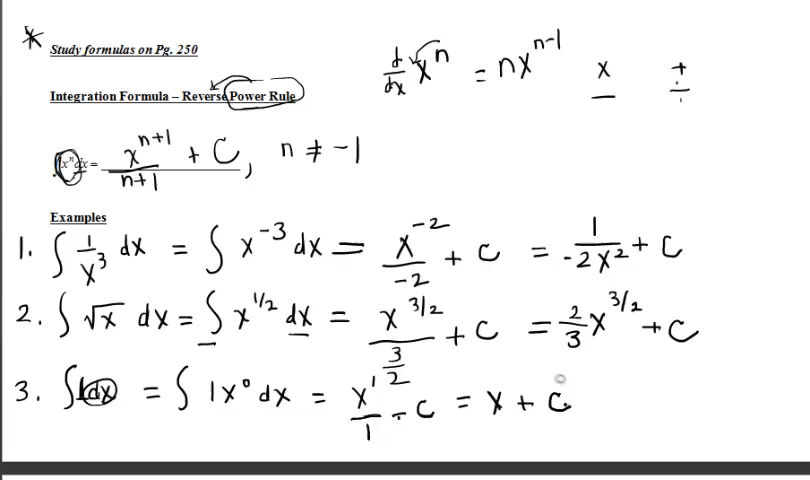 * Study formulas on Pg. 250
d/dx x^n = nx^(n-1) x + ÷
Integration Formula – Reverse Power Rule
∫x^n dx = x^(n+1)/(n+1) + C, n ≠ -1
Examples
1. ∫ 1/x^3 dx = ∫ x^(-3) dx = x^(-2)/(-2) + C = 1/(-2x^2) + C
2. ∫ √x dx = ∫ x^(1/2) dx = x^(3/2)/(3/2) + C = 2/3 x^(3/2) + C
3. ∫ 1dx = ∫ 1x^0 dx = x^1/1 - C = x + C